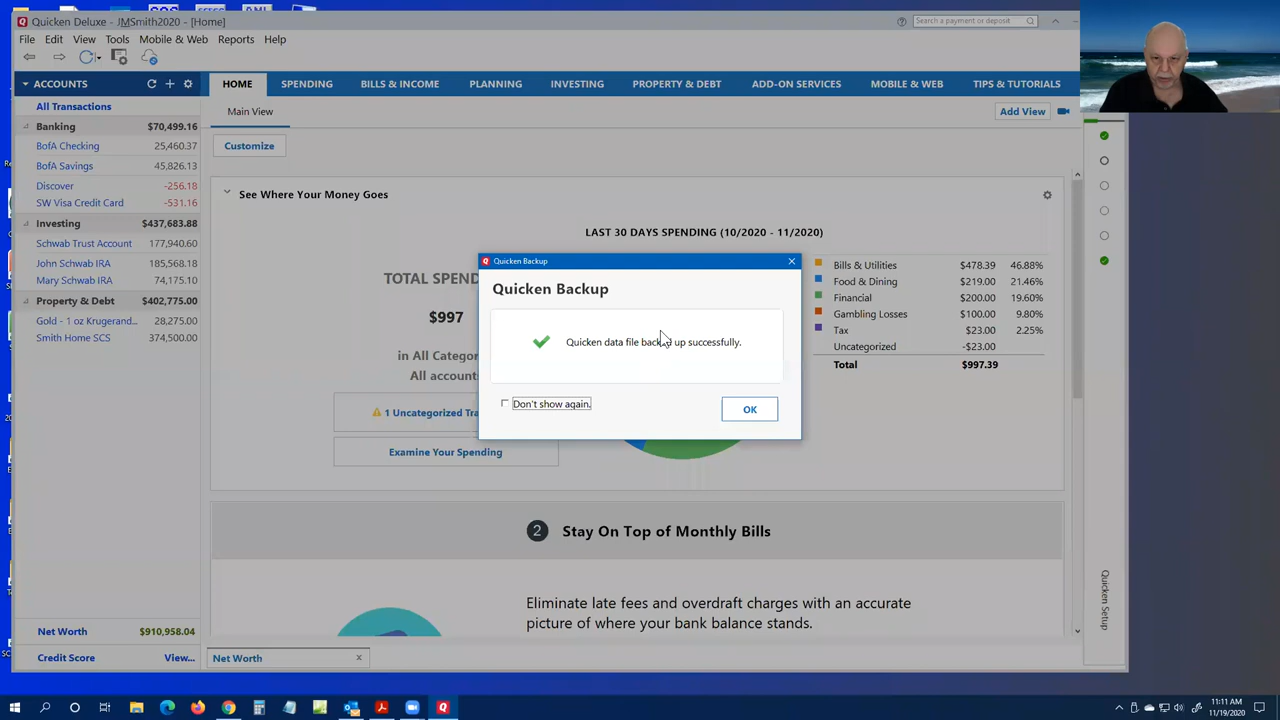 Quicken Deluxe - JMSmith2020 - [Home]
Search a payment or deposit
File Edit View Tools Mobile & Web Reports Help
ACCOUNTS
HOME SPENDING BILLS & INCOME PLANNING INVESTING PROPERTY & DEBT ADD-ON SERVICES MOBILE & WEB TIPS & TUTORIALS
All Transactions
Main View
Add View
Banking $70,499.16
BofA Checking 25,460.37
BofA Savings 45,826.13
Discover -256.18
SW Visa Credit Card -531.16
Investing $437,683.88
Schwab Trust Account 177,940.60
John Schwab IRA 185,568.18
Mary Schwab IRA 74,175.10
Property & Debt $402,775.00
Gold - 1 oz Krugerand... 28,275.00
Smith Home SCS 374,500.00
Net Worth $910,958.04
Credit Score View...
Customize
See Where Your Money Goes
LAST 30 DAYS SPENDING (10/2020 - 11/2020)
TOTAL SPEND
$997
in All Categor
All accounts
1 Uncategorized Tra
Examine Your Spending
Bills & Utilities $478.39 46.88%
Food & Dining $219.00 21.46%
Financial $200.00 19.60%
Gambling Losses $100.00 9.80%
Tax $23.00 2.25%
Uncategorized -$23.00
Total $997.39
Quicken Backup
Quicken Backup
Quicken data file backed up successfully.
Don't show again.
OK
2 Stay On Top of Monthly Bills
Eliminate late fees and overdraft charges with an accurate
picture of where your bank balance stands.
Net Worth
Quicken Setup
11:11 AM
11/19/2020